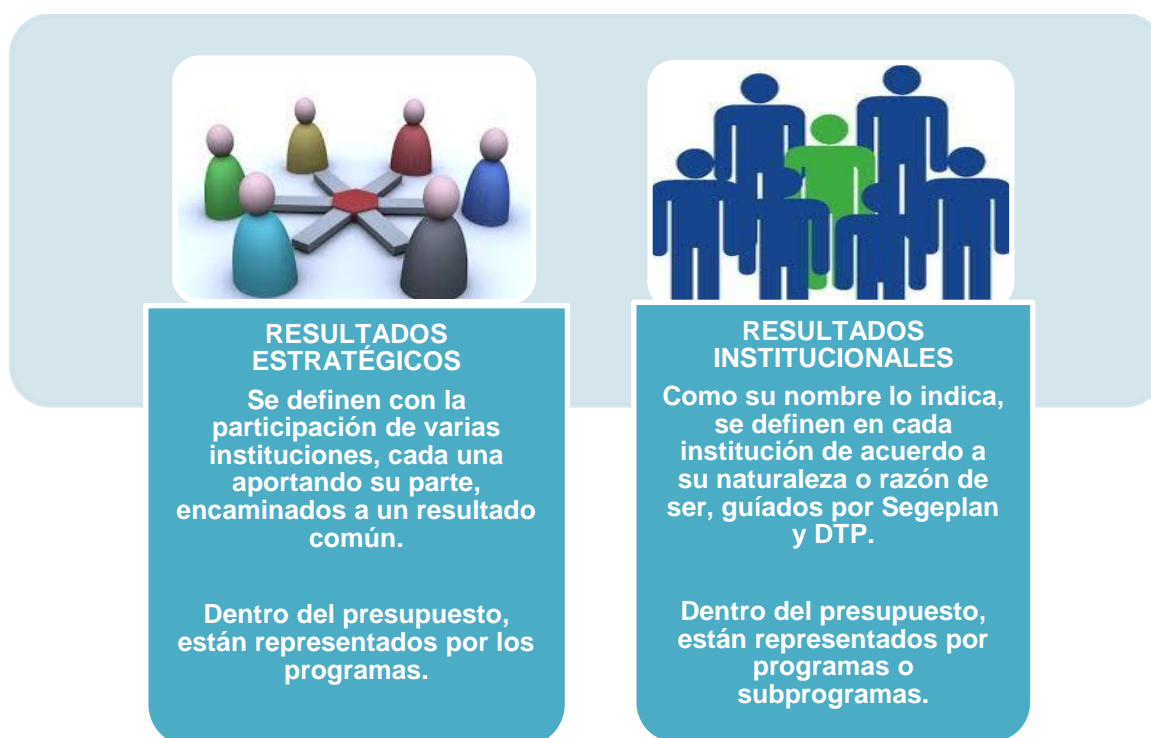 RESULTADOS
ESTRATÉGICOS
Se definen con la
participación de varias
instituciones, cada una
aportando su parte,
encaminados a un resultado
común.
Dentro del presupuesto,
están representados por los
programas.
RESULTADOS
INSTITUCIONALES
Como su nombre lo indica,
se definen en cada
institución de acuerdo a
su naturaleza o razón de
ser, guíados por Segeplan
y DTP.
Dentro del presupuesto,
están representados por
programas o
subprogramas.